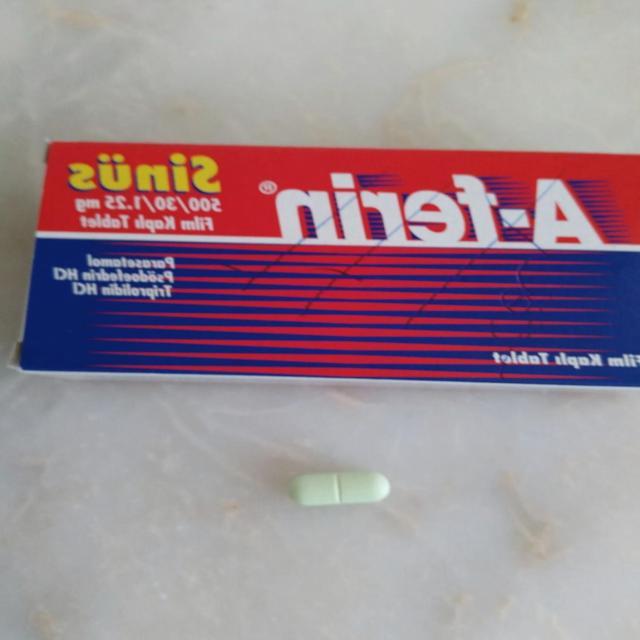 A-ferin® Sinüs
500/30/1.25 mg
Film Kaplı Tablet
Parasetamol
Psödoefedrin HCl
Triprolidin HCl
Film Kaplı Tablet